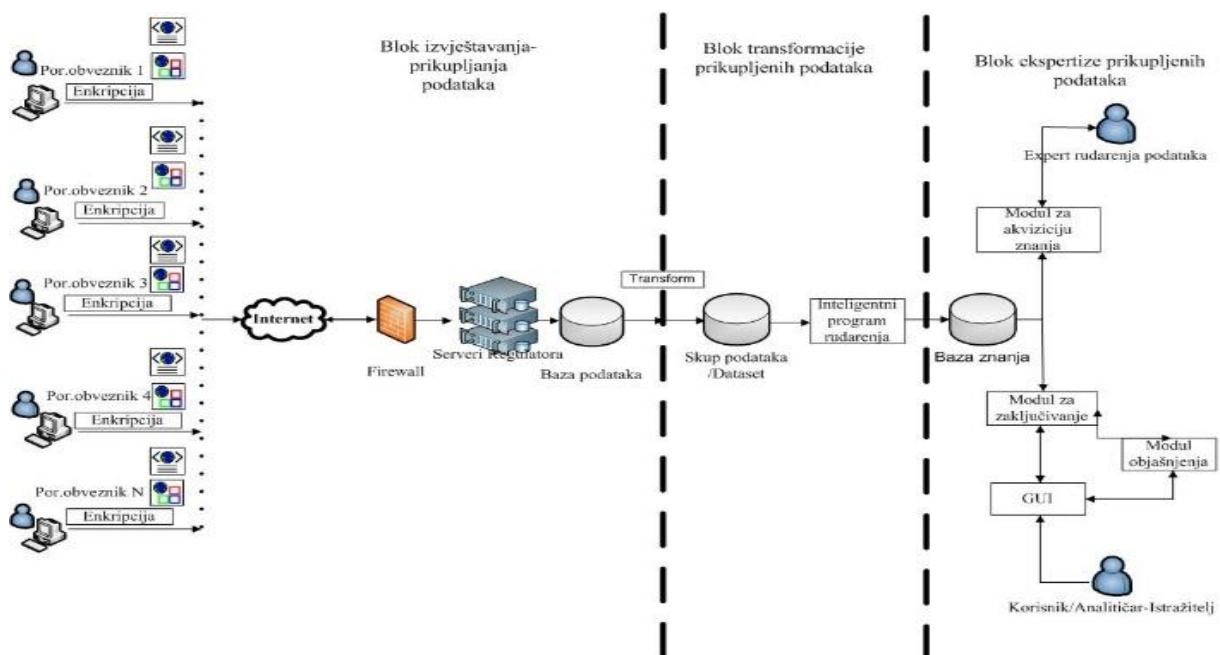 Blok izvještavanja-
prikupljanja
podataka
Blok transformacije
prikupljenih podataka
Blok ekspertize prikupljenih
podataka
Por.obveznik 1
Enkripcija
Por.obveznik 2
Enkripcija
Por.obveznik 3
Enkripcija
Por.obveznik 4
Enkripcija
Por.obveznik N
Enkripcija
Internet
Firewall
Serveri Regulatora
Baza podataka
Transform
Skup podataka
/Dataset
Inteligentni
program
rudarenja
Baza znanja
Expert rudarenja podataka
Modul za
akviziciju
znanja
Modul za
zaključivanje
Modul
objašnjenja
GUI
Korisnik/Analitičar-Istražitelj